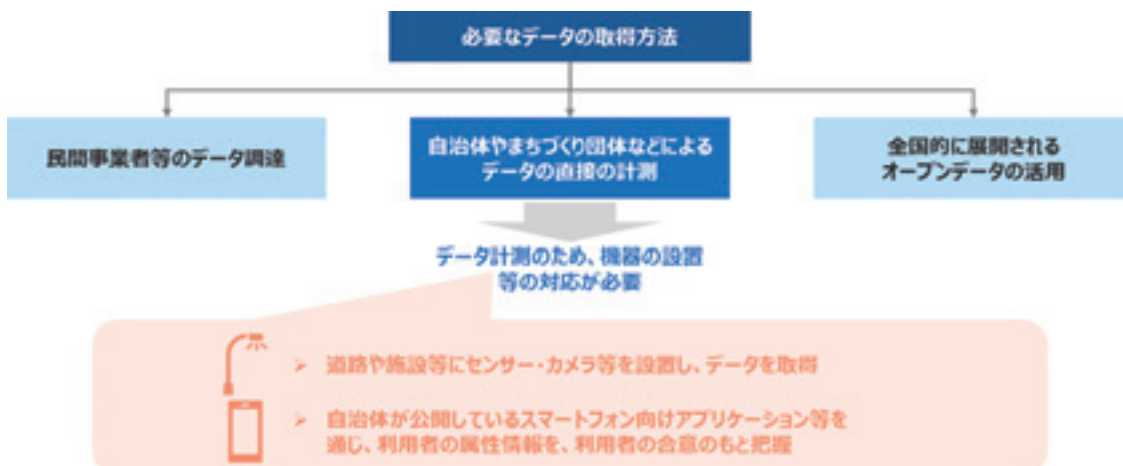 必要なデータの取得方法
民間事業者等のデータ調達
自治体やまちづくり団体などによる
データの直接の計測
全国的に展開される
オープンデータの活用
データ計測のため、機器の設置
等の対応が必要
➢ 道路や施設等にセンサー・カメラ等を設置し、データを取得
➢ 自治体が公開しているスマートフォン向けアプリケーション等を
通じ、利用者の属性情報を、利用者の合意のもと把握